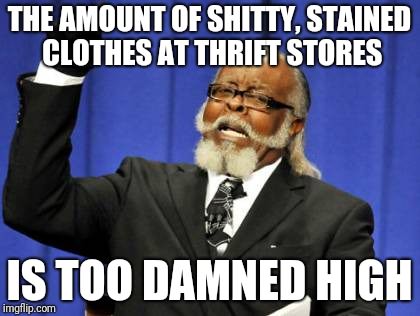 THE AMOUNT OF SHITTY, STAINED
CLOTHES AT THRIFT STORES
IS TOO DAMNED HIGH
imgflip.com